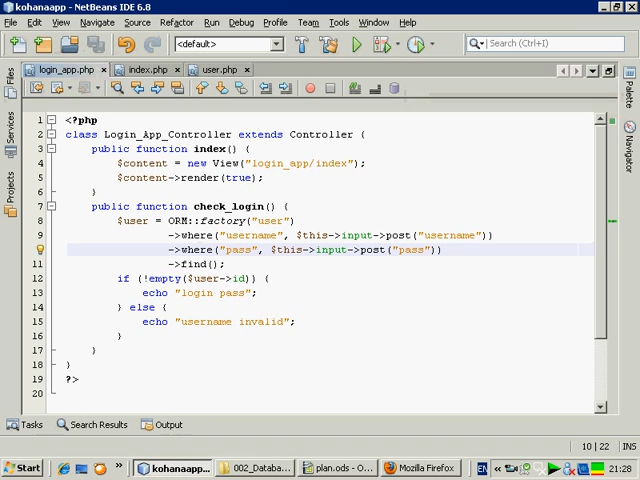 kohanaapp - NetBeans IDE 6.8
File Edit View Navigate Source Refactor Run Debug Profile Team Tools Window Help
<default>
Search (Ctrl+I)
login_app.php
index.php
user.php
Files
Services
Projects
Palette
Navigator
1 <?php
2 class Login_App_Controller extends Controller {
3 public function index() {
4 $content = new View("login_app/index");
5 $content->render(true);
6 }
7 public function check_login() {
8 $user = ORM::factory("user")
9 ->where("username", $this->input->post("username"))
->where("pass", $this->input->post("pass"))
11 ->find();
12 if (!empty($user->id)) {
13 echo "login pass";
14 } else {
15 echo "username invalid";
16 }
17 }
18 }
19 ?>
20
Tasks
Search Results
Output
10 | 22 INS
Start
»
kohanaapp...
002_Databa...
plan.ods - O...
Mozilla Firefox
EN
«
21:28